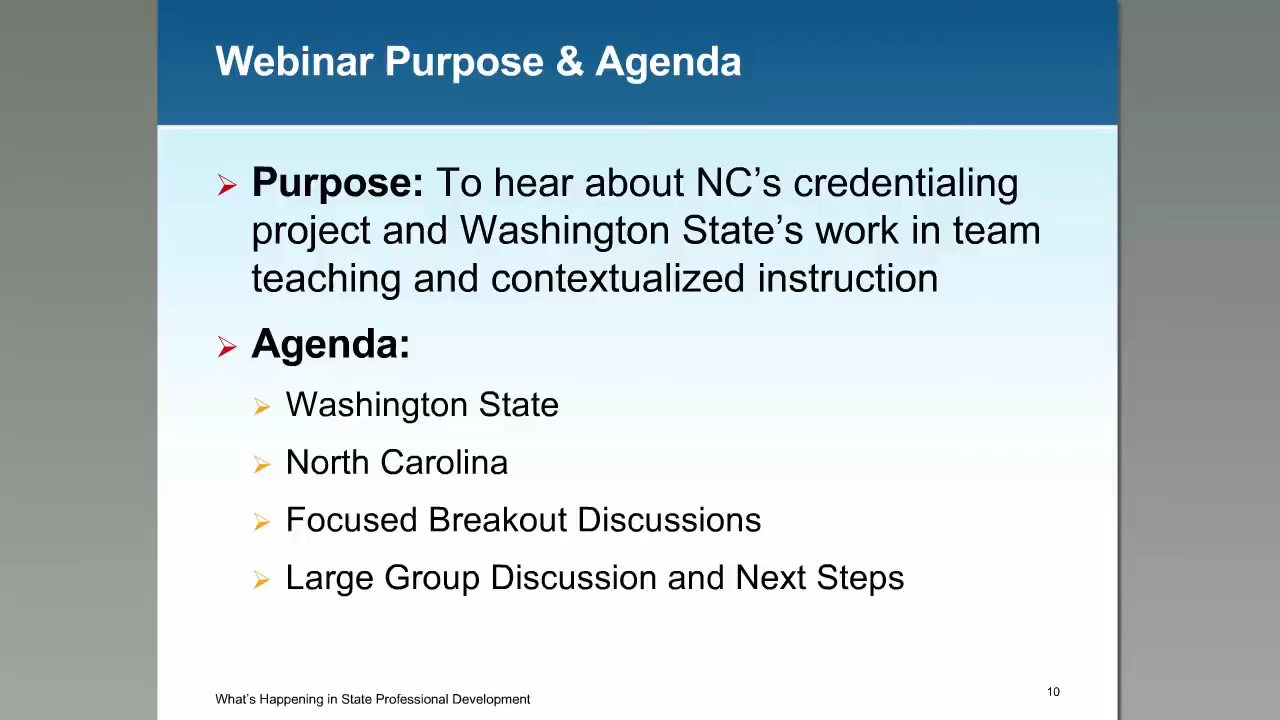 Webinar Purpose & Agenda
Purpose: To hear about NC’s credentialing
project and Washington State’s work in team
teaching and contextualized instruction
Agenda:
Washington State
North Carolina
Focused Breakout Discussions
Large Group Discussion and Next Steps
What’s Happening in State Professional Development
10